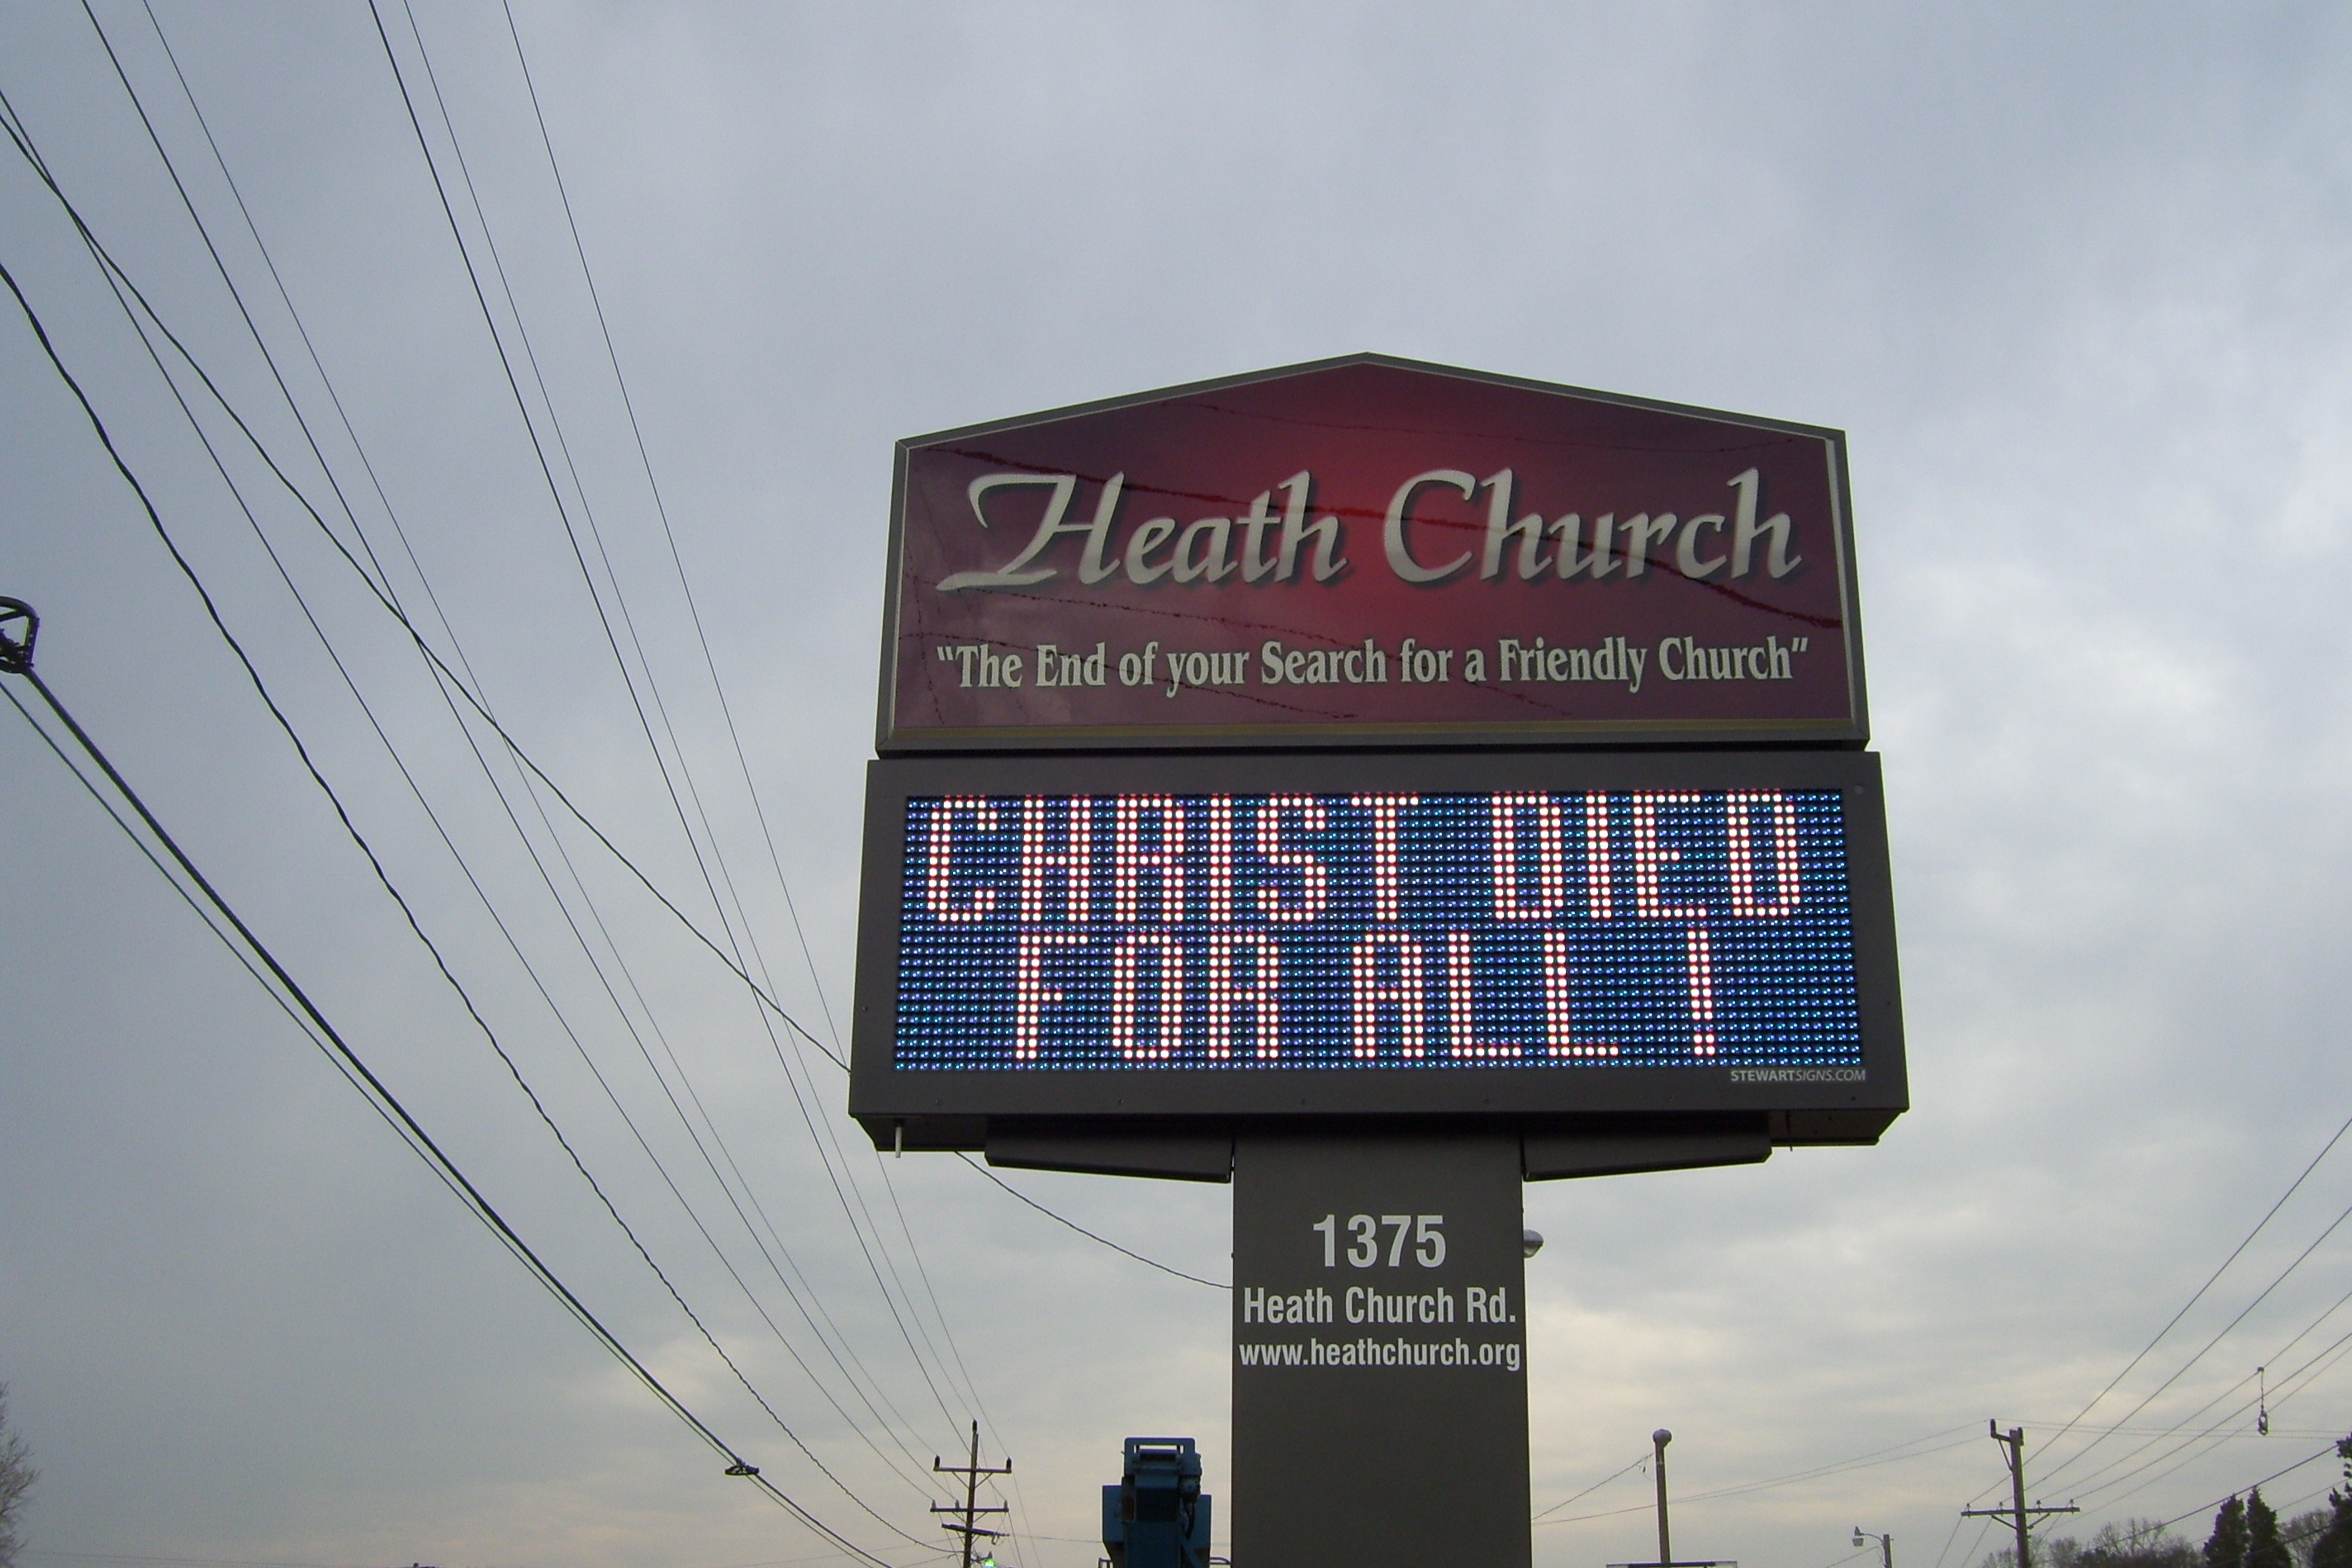 Heath Church
"The End of your Search for a Friendly Church"
CHRIST DIED
FOR ALL !
STEWARTSIGNS.COM
1375
Heath Church Rd.
www.heathchurch.org